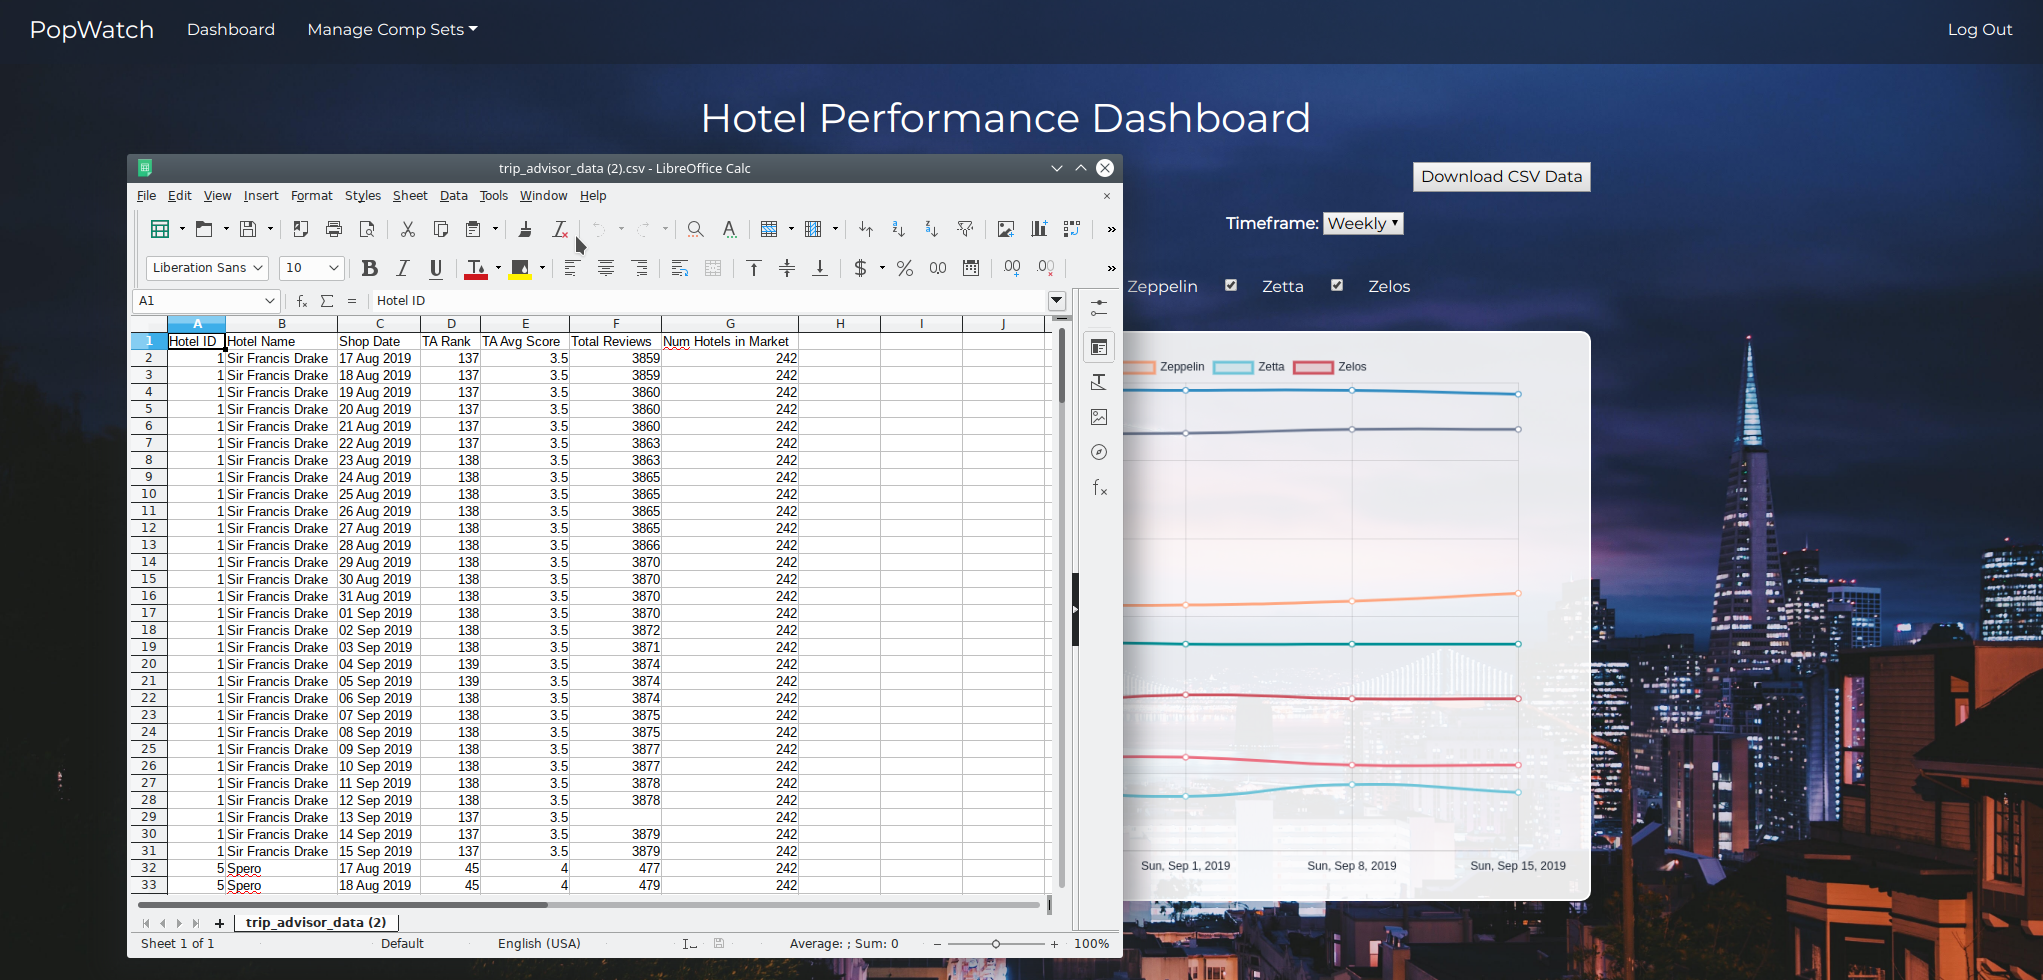 PopWatch Dashboard Manage Comp Sets Log Out
Hotel Performance Dashboard
Download CSV Data
Timeframe: Weekly
Zeppelin Zetta Zelos
Zeppelin Zetta Zelos
Sun, Sep 1, 2019 Sun, Sep 8, 2019 Sun, Sep 15, 2019
trip_advisor_data (2).csv - LibreOffice Calc
File Edit View Insert Format Styles Sheet Data Tools Window Help
Liberation Sans 10
A1 Hotel ID
A B C D E F G H I J
1 Hotel ID Hotel Name Shop Date TA Rank TA Avg Score Total Reviews Num Hotels in Market
2 1 Sir Francis Drake 17 Aug 2019 137 3.5 3859 242
3 1 Sir Francis Drake 18 Aug 2019 137 3.5 3859 242
4 1 Sir Francis Drake 19 Aug 2019 137 3.5 3860 242
5 1 Sir Francis Drake 20 Aug 2019 137 3.5 3860 242
6 1 Sir Francis Drake 21 Aug 2019 137 3.5 3860 242
7 1 Sir Francis Drake 22 Aug 2019 137 3.5 3863 242
8 1 Sir Francis Drake 23 Aug 2019 138 3.5 3863 242
9 1 Sir Francis Drake 24 Aug 2019 138 3.5 3865 242
10 1 Sir Francis Drake 25 Aug 2019 138 3.5 3865 242
11 1 Sir Francis Drake 26 Aug 2019 138 3.5 3865 242
12 1 Sir Francis Drake 27 Aug 2019 138 3.5 3865 242
13 1 Sir Francis Drake 28 Aug 2019 138 3.5 3866 242
14 1 Sir Francis Drake 29 Aug 2019 138 3.5 3870 242
15 1 Sir Francis Drake 30 Aug 2019 138 3.5 3870 242
16 1 Sir Francis Drake 31 Aug 2019 138 3.5 3870 242
17 1 Sir Francis Drake 01 Sep 2019 138 3.5 3870 242
18 1 Sir Francis Drake 02 Sep 2019 138 3.5 3872 242
19 1 Sir Francis Drake 03 Sep 2019 138 3.5 3871 242
20 1 Sir Francis Drake 04 Sep 2019 139 3.5 3874 242
21 1 Sir Francis Drake 05 Sep 2019 139 3.5 3874 242
22 1 Sir Francis Drake 06 Sep 2019 138 3.5 3874 242
23 1 Sir Francis Drake 07 Sep 2019 138 3.5 3875 242
24 1 Sir Francis Drake 08 Sep 2019 138 3.5 3875 242
25 1 Sir Francis Drake 09 Sep 2019 138 3.5 3877 242
26 1 Sir Francis Drake 10 Sep 2019 138 3.5 3877 242
27 1 Sir Francis Drake 11 Sep 2019 138 3.5 3878 242
28 1 Sir Francis Drake 12 Sep 2019 138 3.5 3878 242
29 1 Sir Francis Drake 13 Sep 2019 137 3.5 242
30 1 Sir Francis Drake 14 Sep 2019 137 3.5 3879 242
31 1 Sir Francis Drake 15 Sep 2019 137 3.5 3879 242
32 5 Spero 17 Aug 2019 45 4 477 242
33 5 Spero 18 Aug 2019 45 4 479 242
trip_advisor_data (2)
Sheet 1 of 1 Default English (USA) Average: ; Sum: 0 100%